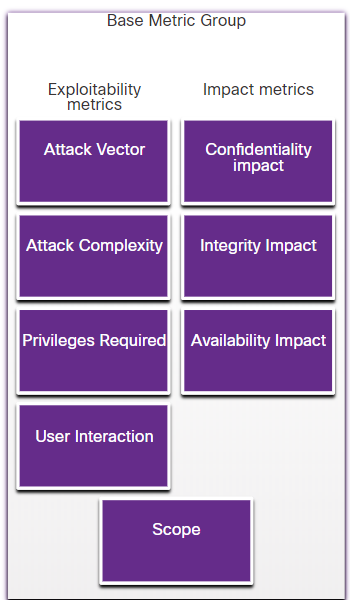 Base Metric Group
Exploitability
metrics
Impact metrics
Attack Vector
Confidentiality
impact
Attack Complexity
Integrity Impact
Privileges Required
Availability Impact
User Interaction
Scope